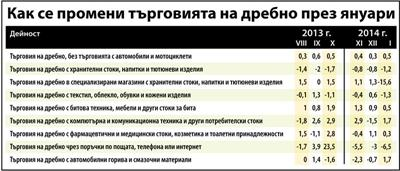 Как се промени търговията на дребно през януари
Дейност 2013 г. 2014 г.
VIII IX X XI XII I
Търговия на дребно, без търговията с автомобили и мотоциклети 0,3 0,6 0,5 0,4 0,3 0,5
Търговия на дребно с хранителни стоки, напитки и тютюневи изделия -1,4 -2 -1,7 -0,8 -0,8 -1,2
Търговия на дребно в специализирани магазини с хранителни стоки, напитки и тютюневи изделия 1,5 0 1,5 1,1 1,3 -15,6
Търговия на дребно с текстил, облекло, обувки и кожени изделия -0,1 1,3 -1,1 -0,4 1,1 -1,3
Търговия на дребно с битова техника, мебели и други стоки за бита 1 0,8 1,9 1,3 0,9 0,5
Търговия на дребно с компютърна и комуникационна техника и други потребителски стоки -1,8 2,6 2,9 2,9 -1,5 1,7
Търговия на дребно с фармацевтични и медицински стоки, козметика и тоалетни принадлежности 1,5 -1,1 2,8 -0,4 1,1 0,3
Търговия на дребно чрез поръчки по пощата, телефона или интернет -1,7 3,9 23,5 -5,5 -3 -6,5
Търговия на дребно с автомобилни горива и смазочни материали 0 1,4 -1,6 -2,3 -0,7 1,7